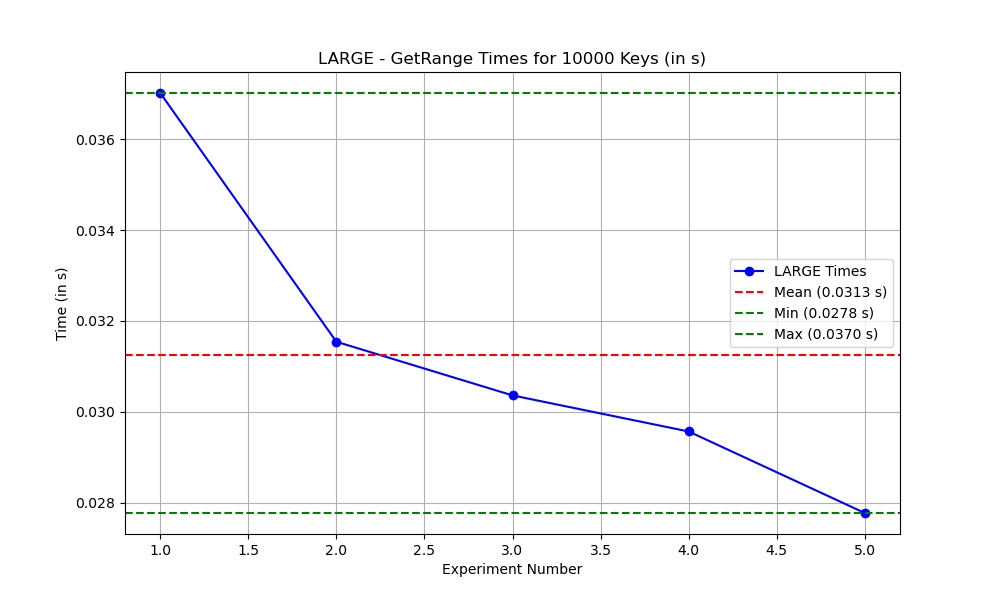 LARGE - GetRange Times for 10000 Keys (in s)
Time (in s)
0.036
0.034
0.032
0.030
0.028
LARGE Times
Mean (0.0313 s)
Min (0.0278 s)
Max (0.0370 s)
1.0 1.5 2.0 2.5 3.0 3.5 4.0 4.5 5.0
Experiment Number